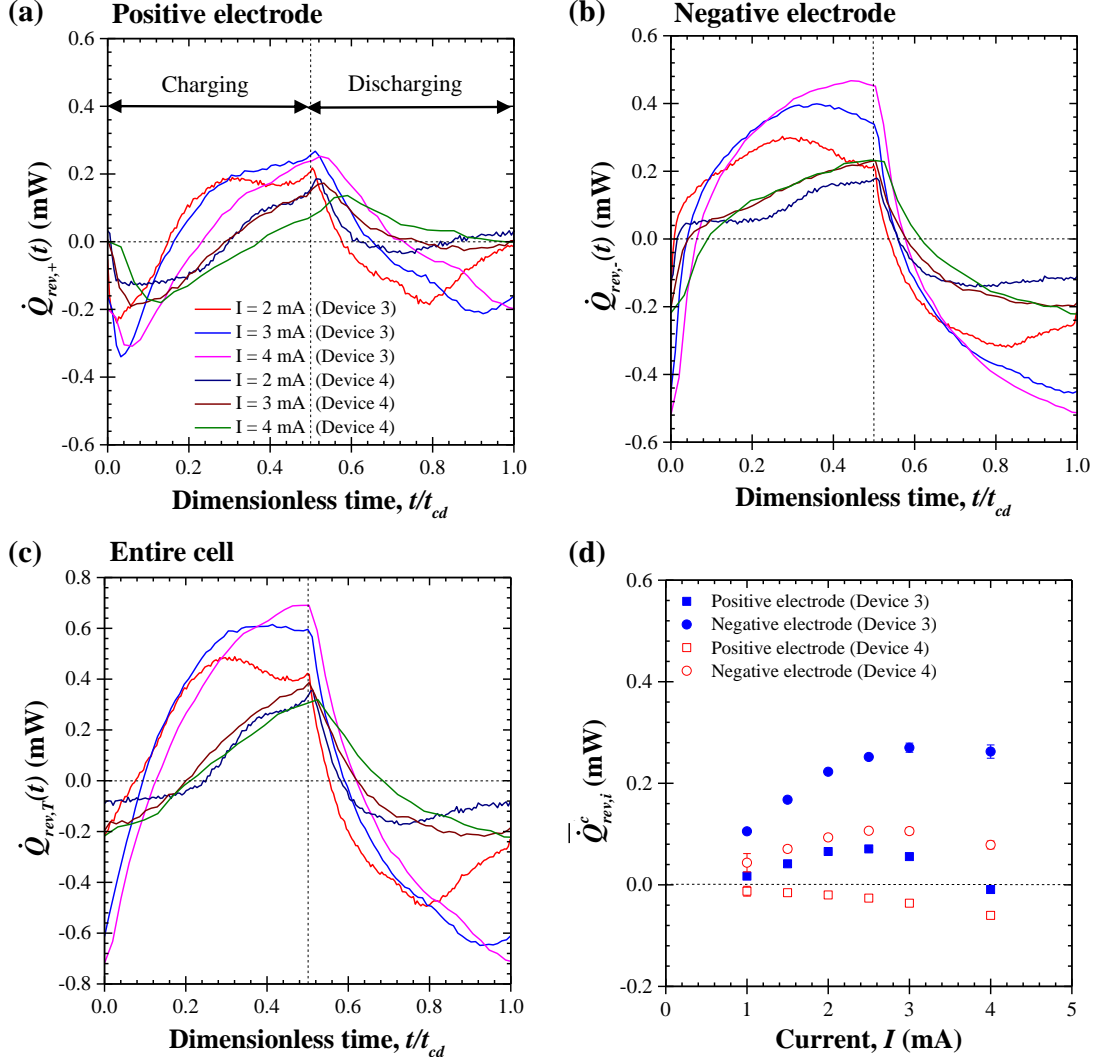 (a) Positive electrode
0.6
0.4
0.2
0.0
-0.2
-0.4
-0.6
Q̇rev,+(t) (mW)
Charging
Discharging
I = 2 mA (Device 3)
I = 3 mA (Device 3)
I = 4 mA (Device 3)
I = 2 mA (Device 4)
I = 3 mA (Device 4)
I = 4 mA (Device 4)
0.0 0.2 0.4 0.6 0.8 1.0
Dimensionless time, t/tcd
(b) Negative electrode
0.6
0.4
0.2
0.0
-0.2
-0.4
-0.6
Q̇rev,-(t) (mW)
0.0 0.2 0.4 0.6 0.8 1.0
Dimensionless time, t/tcd
(c) Entire cell
0.8
0.6
0.4
0.2
0.0
-0.2
-0.4
-0.6
-0.8
Q̇rev,T(t) (mW)
0.0 0.2 0.4 0.6 0.8 1.0
Dimensionless time, t/tcd
(d)
0.6
0.4
0.2
0.0
-0.2
Q̇̅ᶜrev,i (mW)
Positive electrode (Device 3)
Negative electrode (Device 3)
Positive electrode (Device 4)
Negative electrode (Device 4)
0 1 2 3 4 5
Current, I (mA)